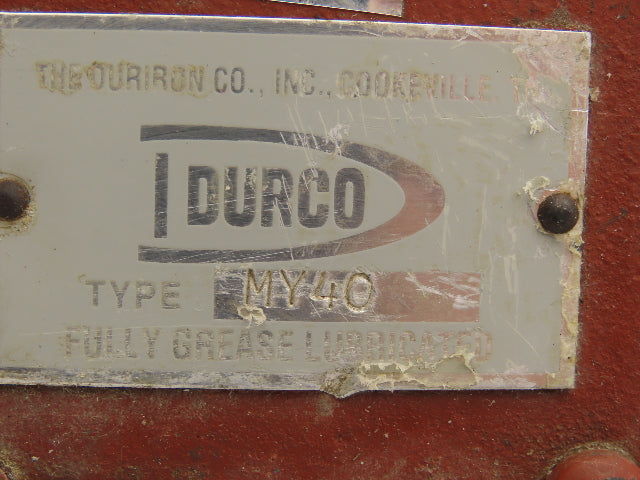 THE DURIRON CO., INC., COOKEVILLE,
DURCO
TYPE MY40
FULLY GREASE LUBRICATED